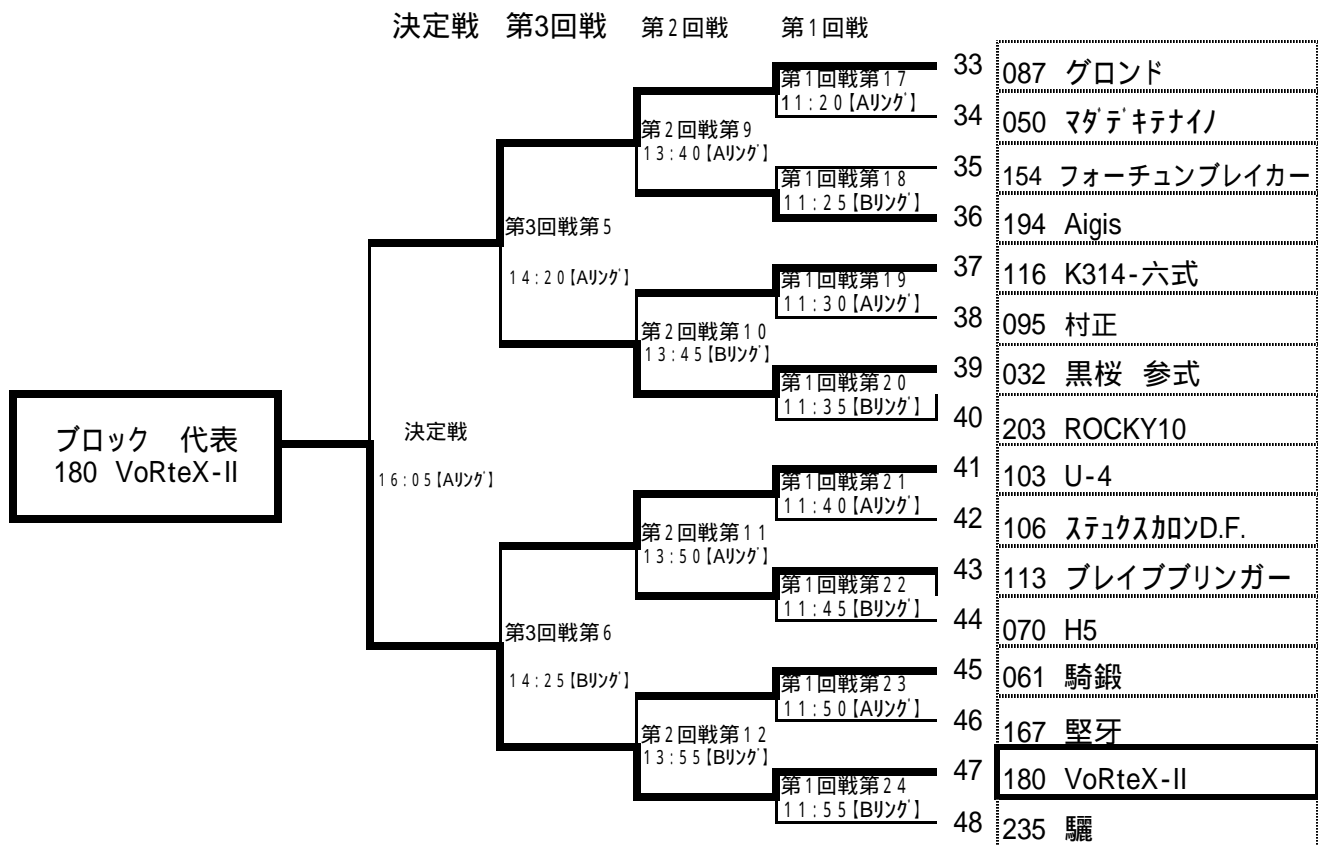 決定戦 第3回戦 第2回戦 第1回戦
33 087 グロンド
第1回戦第17
11:20【Aリング】
34 050 マダデキテナイノ
第2回戦第9
13:40【Aリング】
35 154 フォーチュンブレイカー
第1回戦第18
11:25【Bリング】
36 194 Aigis
第3回戦第5
14:20【Aリング】
37 116 K314-六式
第1回戦第19
11:30【Aリング】
38 095 村正
第2回戦第10
13:45【Bリング】
39 032 黒桜 参式
第1回戦第20
11:35【Bリング】
40 203 ROCKY10
ブロック 代表
180 VoRteX-II
決定戦
16:05【Aリング】
41 103 U-4
第1回戦第21
11:40【Aリング】
42 106 ステュクスカロンD.F.
第2回戦第11
13:50【Aリング】
43 113 ブレイブブリンガー
第1回戦第22
11:45【Bリング】
44 070 H5
第3回戦第6
14:25【Bリング】
45 061 騎鍛
第1回戦第23
11:50【Aリング】
46 167 堅牙
第2回戦第12
13:55【Bリング】
47 180 VoRteX-II
第1回戦第24
11:55【Bリング】
48 235 驪